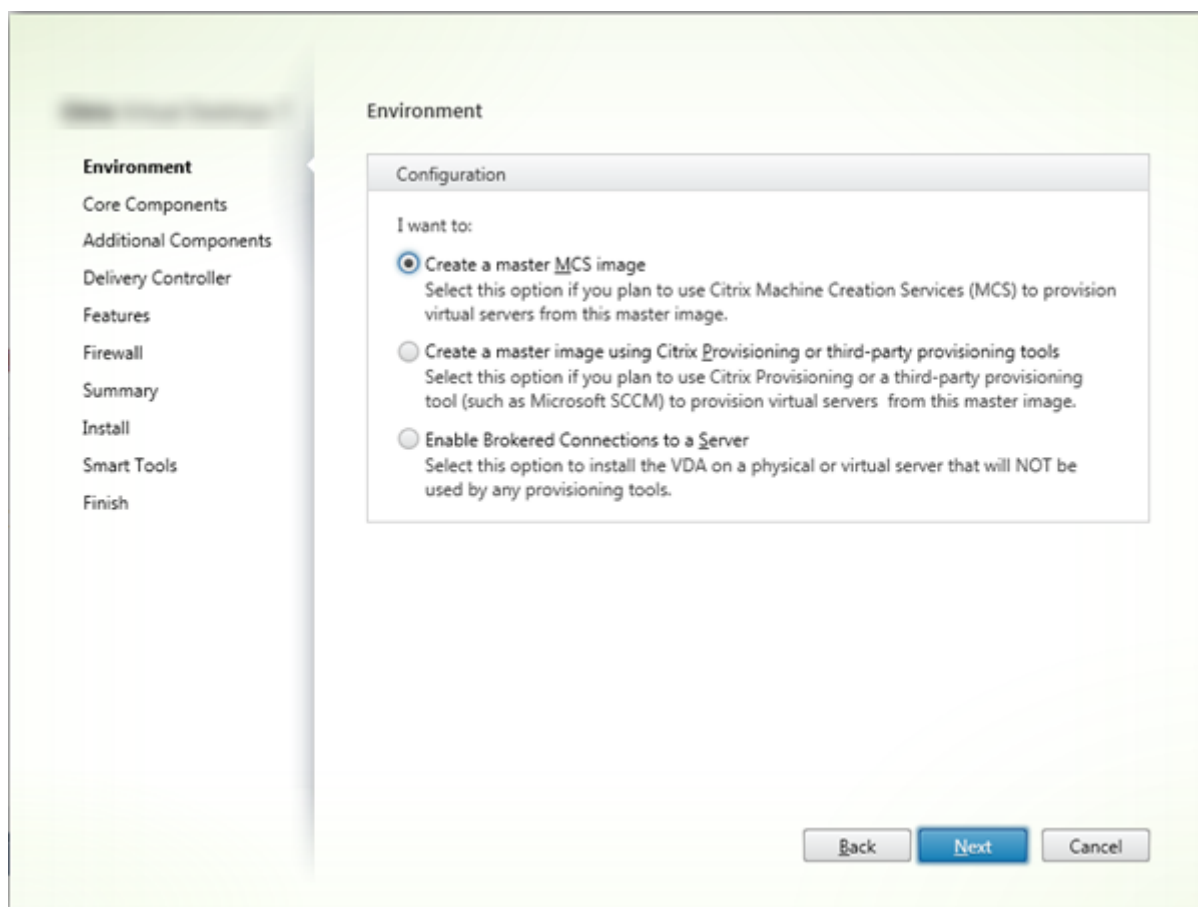 Environment
Core Components
Additional Components
Delivery Controller
Features
Firewall
Summary
Install
Smart Tools
Finish
Environment
Configuration
I want to:
Create a master MCS image
Select this option if you plan to use Citrix Machine Creation Services (MCS) to provision
virtual servers from this master image.
Create a master image using Citrix Provisioning or third-party provisioning tools
Select this option if you plan to use Citrix Provisioning or a third-party provisioning
tool (such as Microsoft SCCM) to provision virtual servers from this master image.
Enable Brokered Connections to a Server
Select this option to install the VDA on a physical or virtual server that will NOT be
used by any provisioning tools.
Back Next Cancel